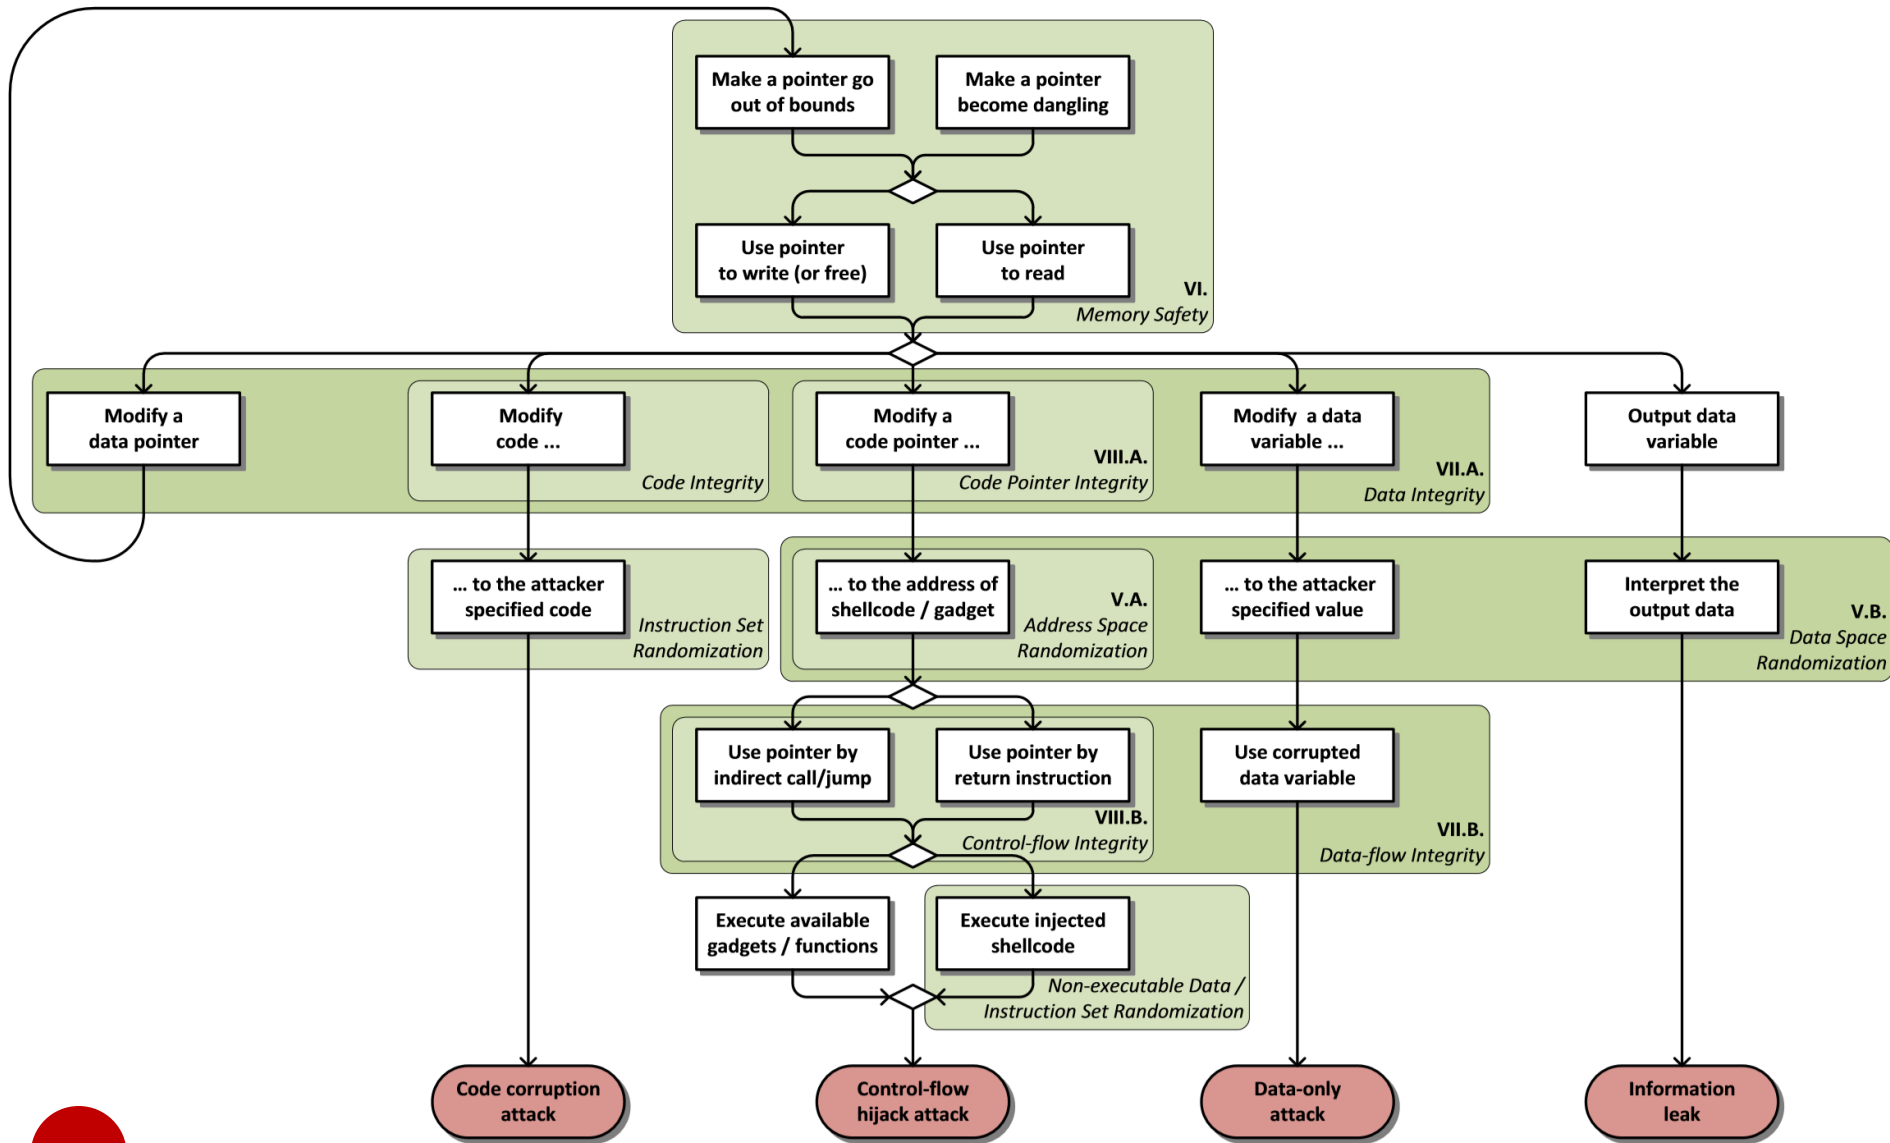 Make a pointer go
out of bounds
Make a pointer
become dangling
Use pointer
to write (or free)
Use pointer
to read
VI.
Memory Safety
Modify a
data pointer
Modify
code ...
Code Integrity
Modify a
code pointer ...
VIII.A.
Code Pointer Integrity
Modify a data
variable ...
VII.A.
Data Integrity
Output data
variable
... to the attacker
specified code
Instruction Set
Randomization
... to the address of
shellcode / gadget
V.A.
Address Space
Randomization
... to the attacker
specified value
Interpret the
output data
V.B.
Data Space
Randomization
Use pointer by
indirect call/jump
Use pointer by
return instruction
VIII.B.
Control-flow Integrity
Use corrupted
data variable
VII.B.
Data-flow Integrity
Execute available
gadgets / functions
Execute injected
shellcode
Non-executable Data /
Instruction Set Randomization
Code corruption
attack
Control-flow
hijack attack
Data-only
attack
Information
leak